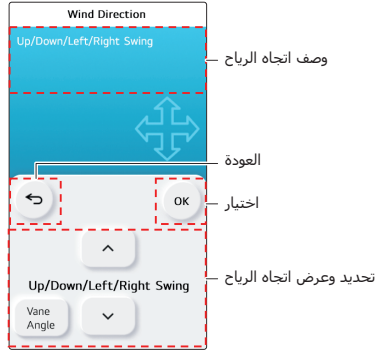 Wind Direction
Up/Down/Left/Right Swing
وصف اتجاه الرياح
العودة
OK
اختيار
Up/Down/Left/Right Swing
تحديد وعرض اتجاه الرياح
Vane
Angle